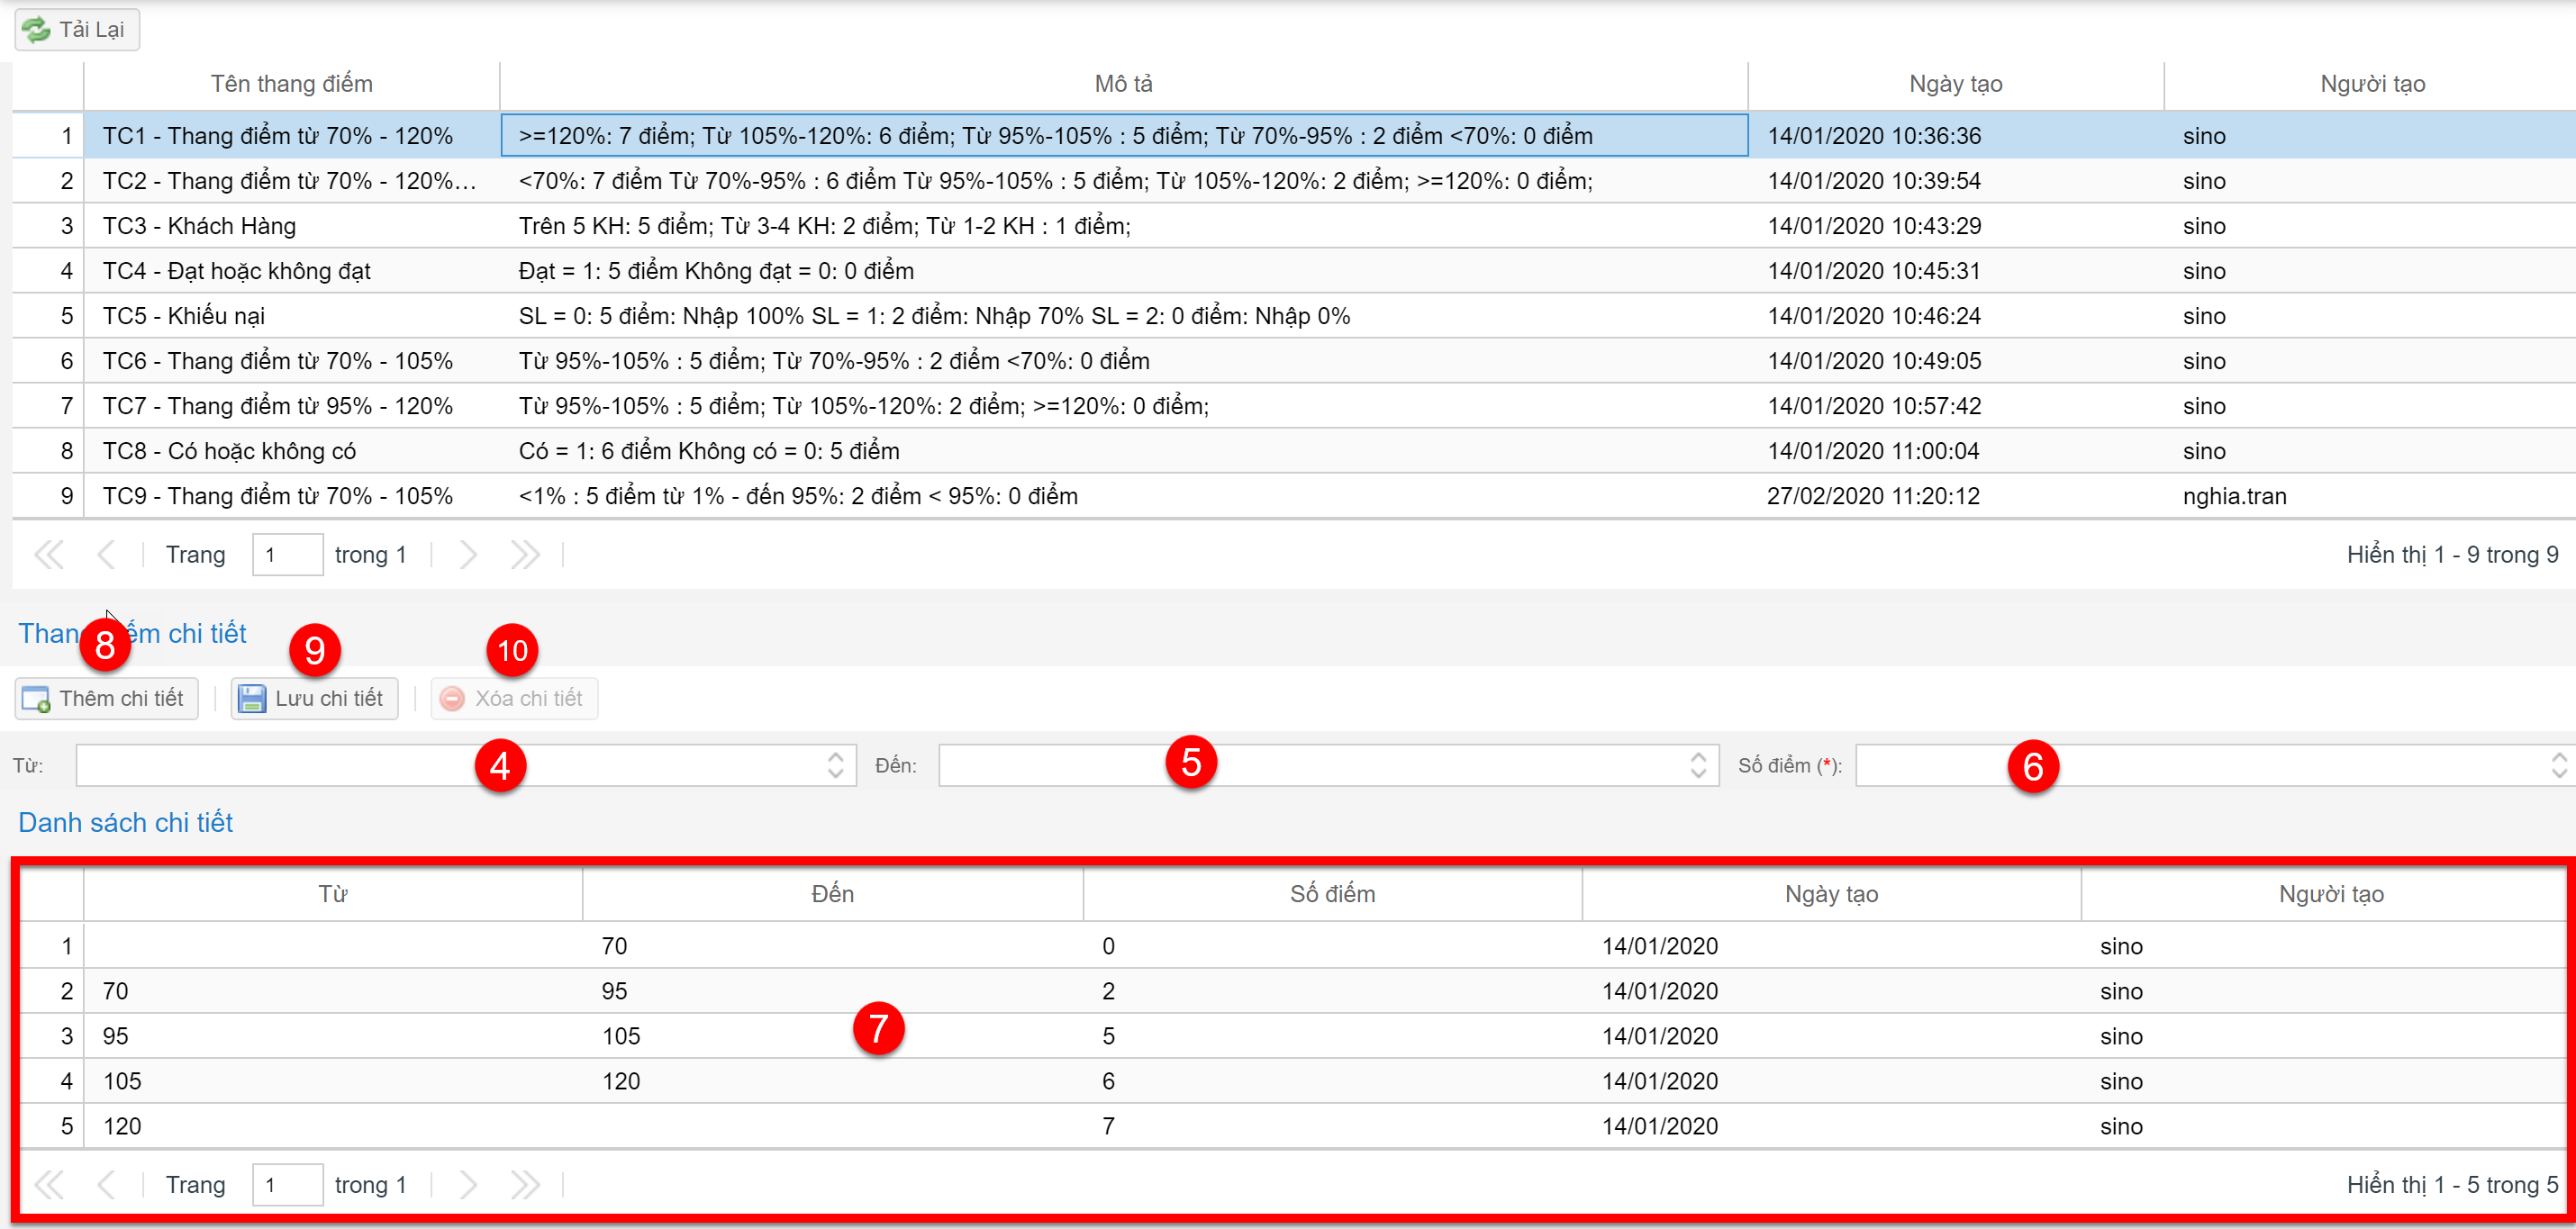 Tải Lại
Tên thang điểm Mô tả Ngày tạo Người tạo
1 TC1 - Thang điểm từ 70% - 120% >=120%: 7 điểm; Từ 105%-120%: 6 điểm; Từ 95%-105% : 5 điểm; Từ 70%-95% : 2 điểm <70%: 0 điểm 14/01/2020 10:36:36 sino
2 TC2 - Thang điểm từ 70% - 120%... <70%: 7 điểm Từ 70%-95% : 6 điểm Từ 95%-105% : 5 điểm; Từ 105%-120%: 2 điểm; >=120%: 0 điểm; 14/01/2020 10:39:54 sino
3 TC3 - Khách Hàng Trên 5 KH: 5 điểm; Từ 3-4 KH: 2 điểm; Từ 1-2 KH : 1 điểm; 14/01/2020 10:43:29 sino
4 TC4 - Đạt hoặc không đạt Đạt = 1: 5 điểm Không đạt = 0: 0 điểm 14/01/2020 10:45:31 sino
5 TC5 - Khiếu nại SL = 0: 5 điểm: Nhập 100% SL = 1: 2 điểm: Nhập 70% SL = 2: 0 điểm: Nhập 0% 14/01/2020 10:46:24 sino
6 TC6 - Thang điểm từ 70% - 105% Từ 95%-105% : 5 điểm; Từ 70%-95% : 2 điểm <70%: 0 điểm 14/01/2020 10:49:05 sino
7 TC7 - Thang điểm từ 95% - 120% Từ 95%-105% : 5 điểm; Từ 105%-120%: 2 điểm; >=120%: 0 điểm; 14/01/2020 10:57:42 sino
8 TC8 - Có hoặc không có Có = 1: 6 điểm Không có = 0: 5 điểm 14/01/2020 11:00:04 sino
9 TC9 - Thang điểm từ 70% - 105% <1% : 5 điểm từ 1% - đến 95%: 2 điểm < 95%: 0 điểm 27/02/2020 11:20:12 nghia.tran
Trang 1 trong 1 Hiển thị 1 - 9 trong 9
chi tiết
8 9 10
Thêm chi tiết Lưu chi tiết Xóa chi tiết
Từ: 4 Đến: 5 Số điểm (*): 6
Danh sách chi tiết
Từ Đến Số điểm Ngày tạo Người tạo
1 70 0 14/01/2020 sino
2 70 95 2 14/01/2020 sino
7
3 95 105 5 14/01/2020 sino
4 105 120 6 14/01/2020 sino
5 120 7 14/01/2020 sino
Trang 1 trong 1 Hiển thị 1 - 5 trong 5